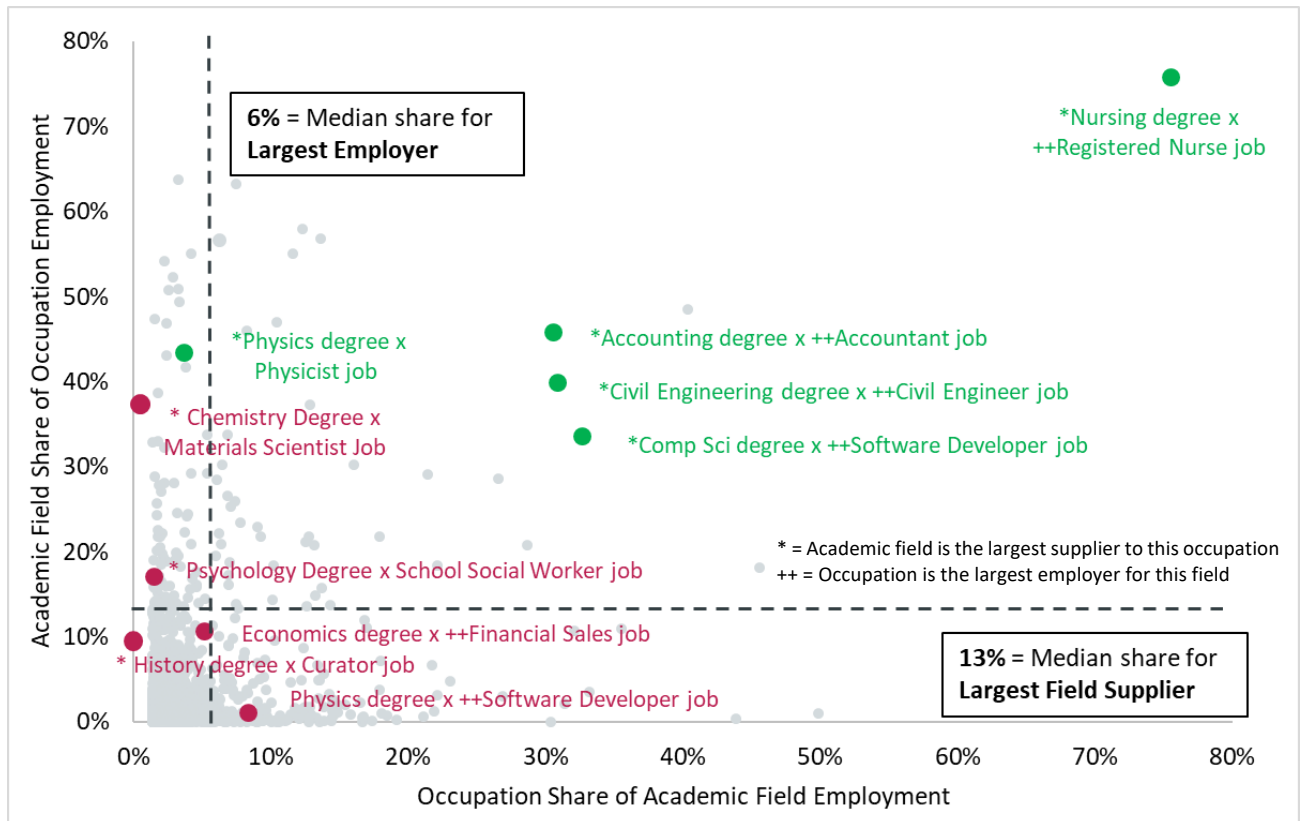 80%
70%
60%
50%
40%
30%
20%
10%
0%
Academic Field Share of Occupation Employment
6% = Median share for
Largest Employer
*Nursing degree x
++Registered Nurse job
*Physics degree x
Physicist job
*Accounting degree x ++Accountant job
*Civil Engineering degree x ++Civil Engineer job
* Chemistry Degree x
Materials Scientist Job
*Comp Sci degree x ++Software Developer job
* = Academic field is the largest supplier to this occupation
++ = Occupation is the largest employer for this field
* Psychology Degree x School Social Worker job
Economics degree x ++Financial Sales job
* History degree x Curator job
Physics degree x ++Software Developer job
13% = Median share for
Largest Field Supplier
0%
10%
20%
30%
40%
50%
60%
70%
80%
Occupation Share of Academic Field Employment